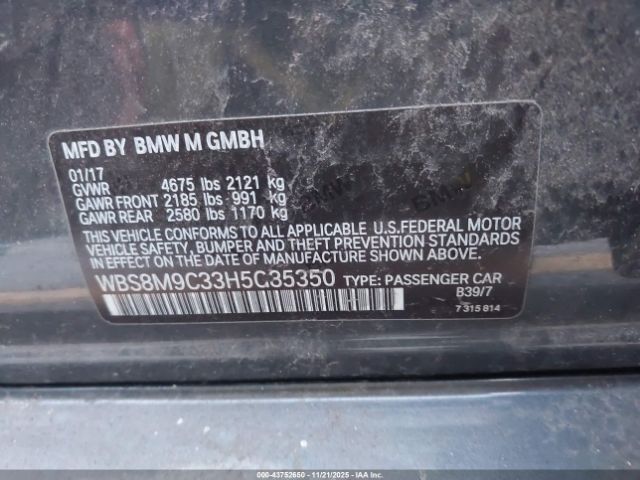 MFD BY BMW M GMBH
01/17
GVWR 4675 lbs 2121 kg
GAWR FRONT 2185 lbs 991 kg
GAWR REAR 2580 lbs 1170 kg
THIS VEHICLE CONFORMS TO ALL APPLICABLE U.S.FEDERAL MOTOR
VEHICLE SAFETY, BUMPER AND THEFT PREVENTION STANDARDS
IN EFFECT ON THE DATE OF MANUFACTURE SHOWN ABOVE.
WBS8M9C33H5G35350 TYPE: PASSENGER CAR
B39/7
7 315 814
000-43752650 - 11/21/2025 -